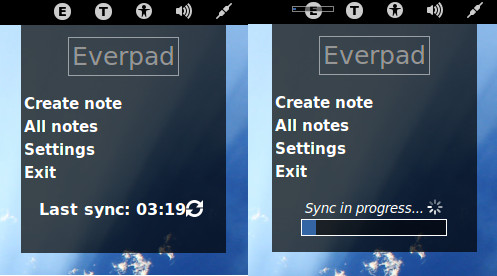 E T
Everpad
Create note
All notes
Settings
Exit
Last sync: 03:19
E T
Everpad
Create note
All notes
Settings
Exit
Sync in progress...